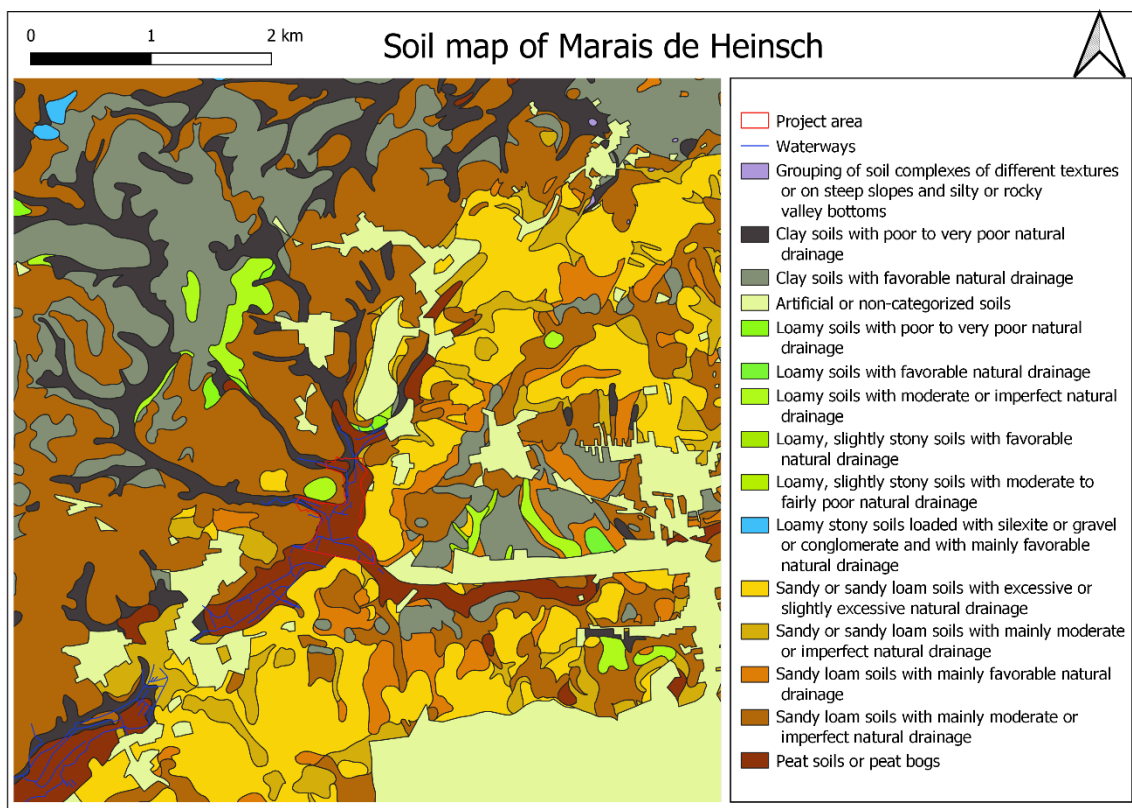 0 1 2 km
Soil map of Marais de Heinsch
Project area
Waterways
Grouping of soil complexes of different textures
or on steep slopes and silty or rocky
valley bottoms
Clay soils with poor to very poor natural
drainage
Clay soils with favorable natural drainage
Artificial or non-categorized soils
Loamy soils with poor to very poor natural
drainage
Loamy soils with favorable natural drainage
Loamy soils with moderate or imperfect natural
drainage
Loamy, slightly stony soils with favorable
natural drainage
Loamy, slightly stony soils with moderate to
fairly poor natural drainage
Loamy stony soils loaded with silexite or gravel
or conglomerate and with mainly favorable
natural drainage
Sandy or sandy loam soils with excessive or
slightly excessive natural drainage
Sandy or sandy loam soils with mainly moderate
or imperfect natural drainage
Sandy loam soils with mainly favorable natural
drainage
Sandy loam soils with mainly moderate or
imperfect natural drainage
Peat soils or peat bogs